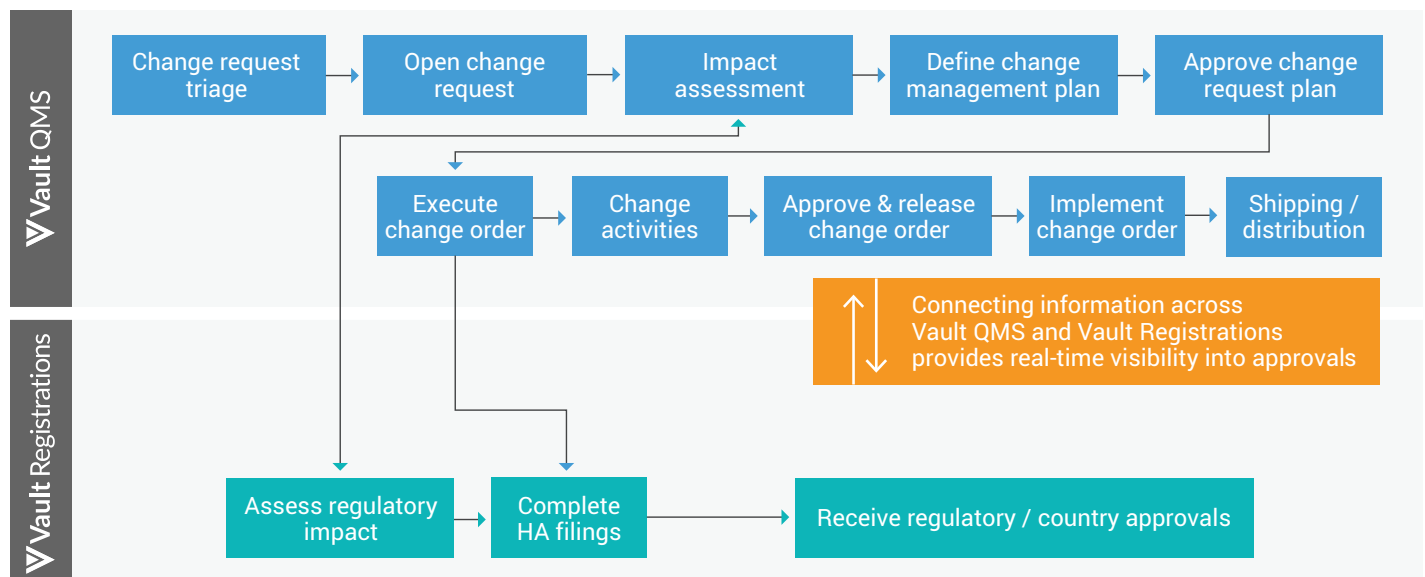 Vault QMS
Change request
triage
Open change
request
Impact
assessment
Define change
management plan
Approve change
request plan
Execute
change order
Change
activities
Approve & release
change order
Implement
change order
Shipping /
distribution
Connecting information across
Vault QMS and Vault Registrations
provides real-time visibility into approvals
Vault Registrations
Assess regulatory
impact
Complete
HA filings
Receive regulatory / country approvals